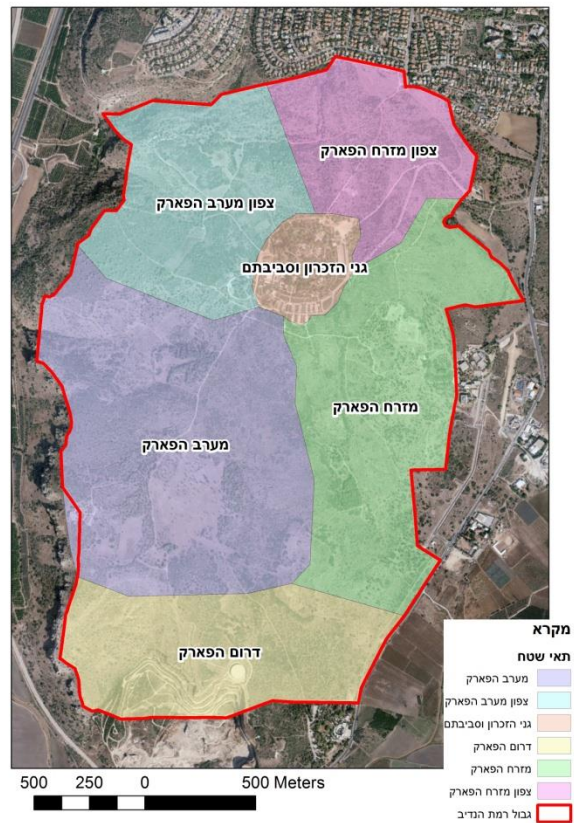 צפון מזרח הפארק
צפון מערב הפארק
גני הזכרון וסביבתם
מזרח הפארק
מערב הפארק
דרום הפארק
מקרא
תאי שטח
מערב הפארק
צפון מערב הפארק
גני הזכרון וסביבתם
דרום הפארק
מזרח הפארק
צפון מזרח הפארק
גבול רמת הנדיב
500 250 0 500 Meters